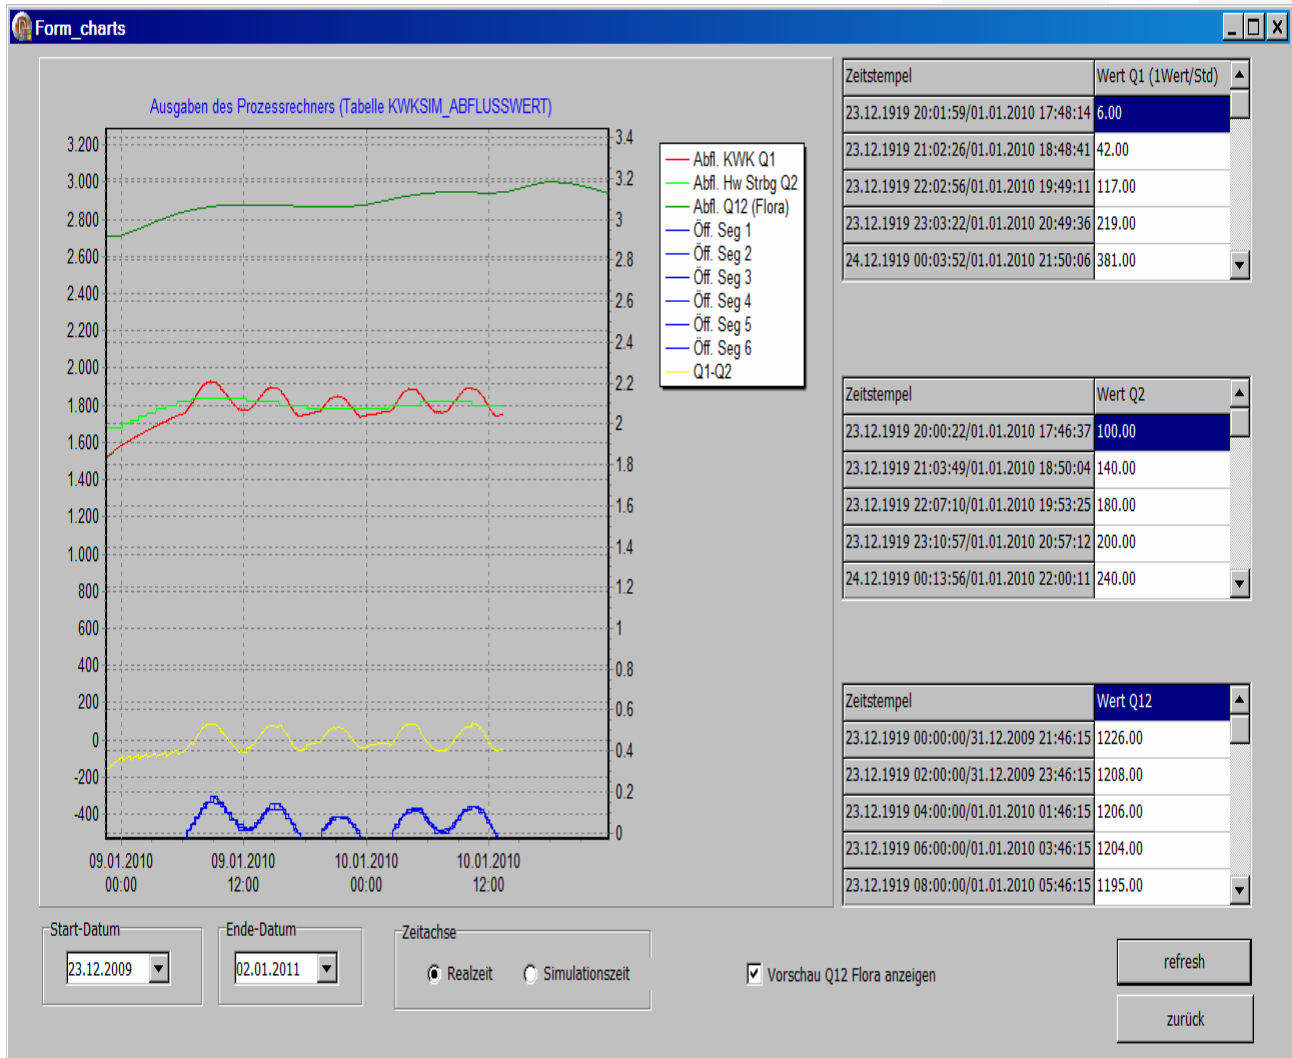 Form_charts
Ausgaben des Prozessrechners (Tabelle KWKSIM_ABFLUSSWERT)
3.200
3.000
2.800
2.600
2.400
2.200
2.000
1.800
1.600
1.400
1.200
1.000
800
600
400
200
0
-200
-400
3.4
3.2
3
2.8
2.6
2.4
2.2
2
1.8
1.6
1.4
1.2
1
0.8
0.6
0.4
0.2
0
09.01.2010 09.01.2010 10.01.2010 10.01.2010
00:00 12:00 00:00 12:00
Abfl. KWK Q1
Abfl. Hw Strbg Q2
Abfl. Q12 (Flora)
Öff. Seg 1
Öff. Seg 2
Öff. Seg 3
Öff. Seg 4
Öff. Seg 5
Öff. Seg 6
Q1-Q2
Zeitstempel Wert Q1 (1Wert/Std)
23.12.1919 20:01:59/01.01.2010 17:48:14 6.00
23.12.1919 21:02:26/01.01.2010 18:48:41 42.00
23.12.1919 22:02:56/01.01.2010 19:49:11 117.00
23.12.1919 23:03:22/01.01.2010 20:49:36 219.00
24.12.1919 00:03:52/01.01.2010 21:50:06 381.00
Zeitstempel Wert Q2
23.12.1919 20:00:22/01.01.2010 17:46:37 100.00
23.12.1919 21:03:49/01.01.2010 18:50:04 140.00
23.12.1919 22:07:10/01.01.2010 19:53:25 180.00
23.12.1919 23:10:57/01.01.2010 20:57:12 200.00
24.12.1919 00:13:56/01.01.2010 22:00:11 240.00
Zeitstempel Wert Q12
23.12.1919 00:00:00/31.12.2009 21:46:15 1226.00
23.12.1919 02:00:00/31.12.2009 23:46:15 1208.00
23.12.1919 04:00:00/01.01.2010 01:46:15 1206.00
23.12.1919 06:00:00/01.01.2010 03:46:15 1204.00
23.12.1919 08:00:00/01.01.2010 05:46:15 1195.00
Start-Datum
23.12.2009
Ende-Datum
02.01.2011
Zeitachse
Realzeit Simulationszeit
Vorschau Q12 Flora anzeigen
refresh
zurück